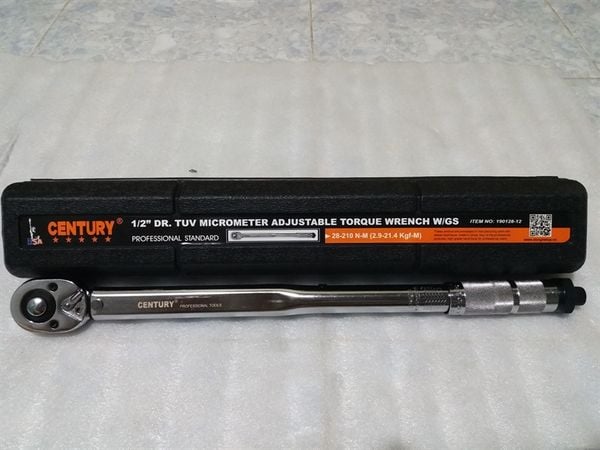 CENTURY®
1/2" DR. TUV MICROMETER ADJUSTABLE TORQUE WRENCH W/GS
ITEM NO: 190128-12
PROFESSIONAL STANDARD
28-210 N-M (2.9-21.4 Kgf-M)
CENTURY®
PROFESSIONAL TOOLS